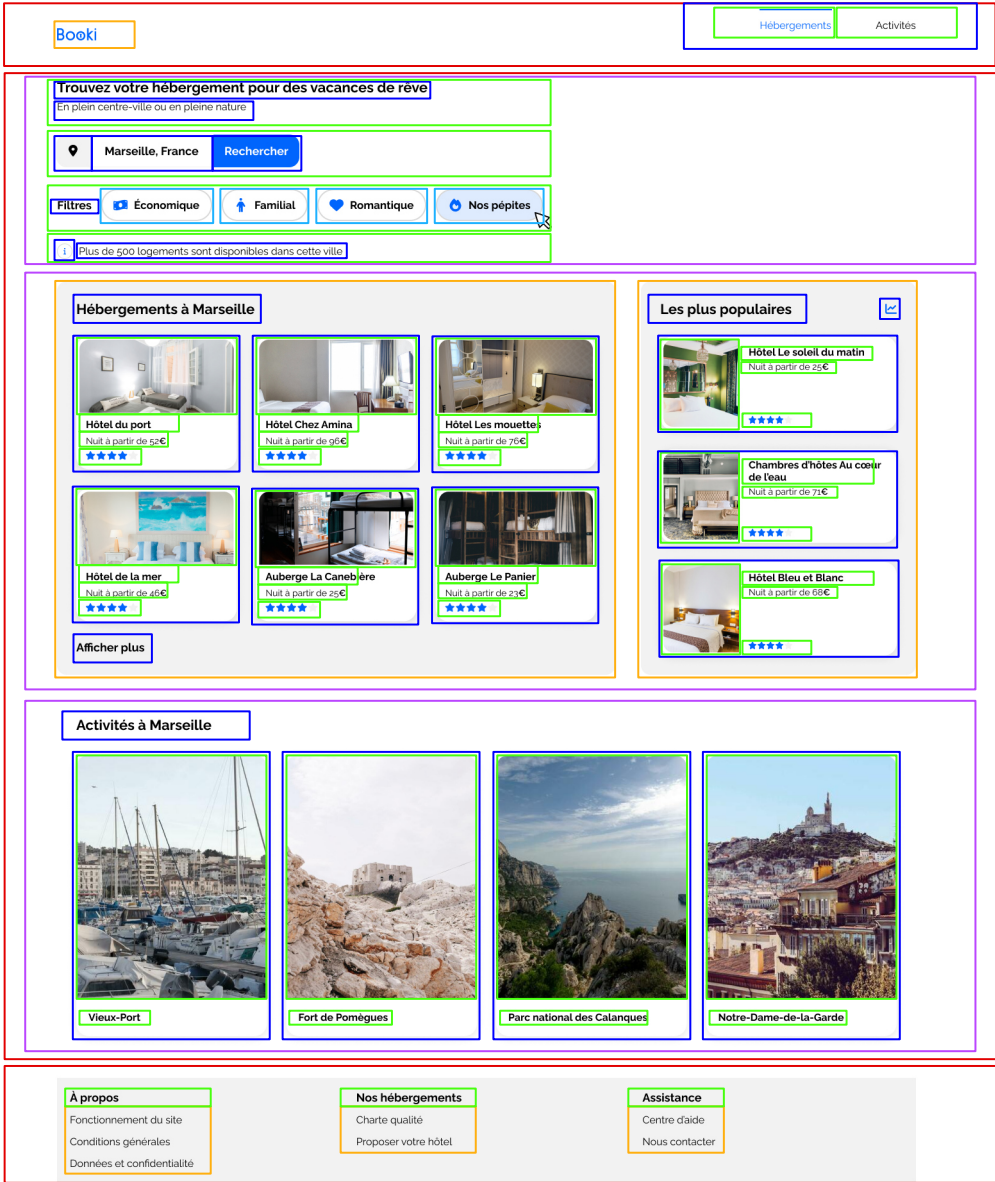 Booki
Hébergements
Activités
Trouvez votre hébergement pour des vacances de rêve
En plein centre-ville ou en pleine nature
Marseille, France
Rechercher
Filtres
Économique
Familial
Romantique
Nos pépites
i
Plus de 500 logements sont disponibles dans cette ville
Hébergements à Marseille
Hôtel du port
Nuit à partir de 52€
Hôtel Chez Amina
Nuit à partir de 96€
Hôtel Les mouettes
Nuit à partir de 76€
Hôtel de la mer
Nuit à partir de 46€
Auberge La Canebière
Nuit à partir de 25€
Auberge Le Panier
Nuit à partir de 23€
Afficher plus
Les plus populaires
Hôtel Le soleil du matin
Nuit à partir de 25€
Chambres d'hôtes Au cœur
de l'eau
Nuit à partir de 71€
Hôtel Bleu et Blanc
Nuit à partir de 68€
Activités à Marseille
Vieux-Port
Fort de Pomègues
Parc national des Calanques
Notre-Dame-de-la-Garde
À propos
Fonctionnement du site
Conditions générales
Données et confidentialité
Nos hébergements
Charte qualité
Proposer votre hôtel
Assistance
Centre d'aide
Nous contacter